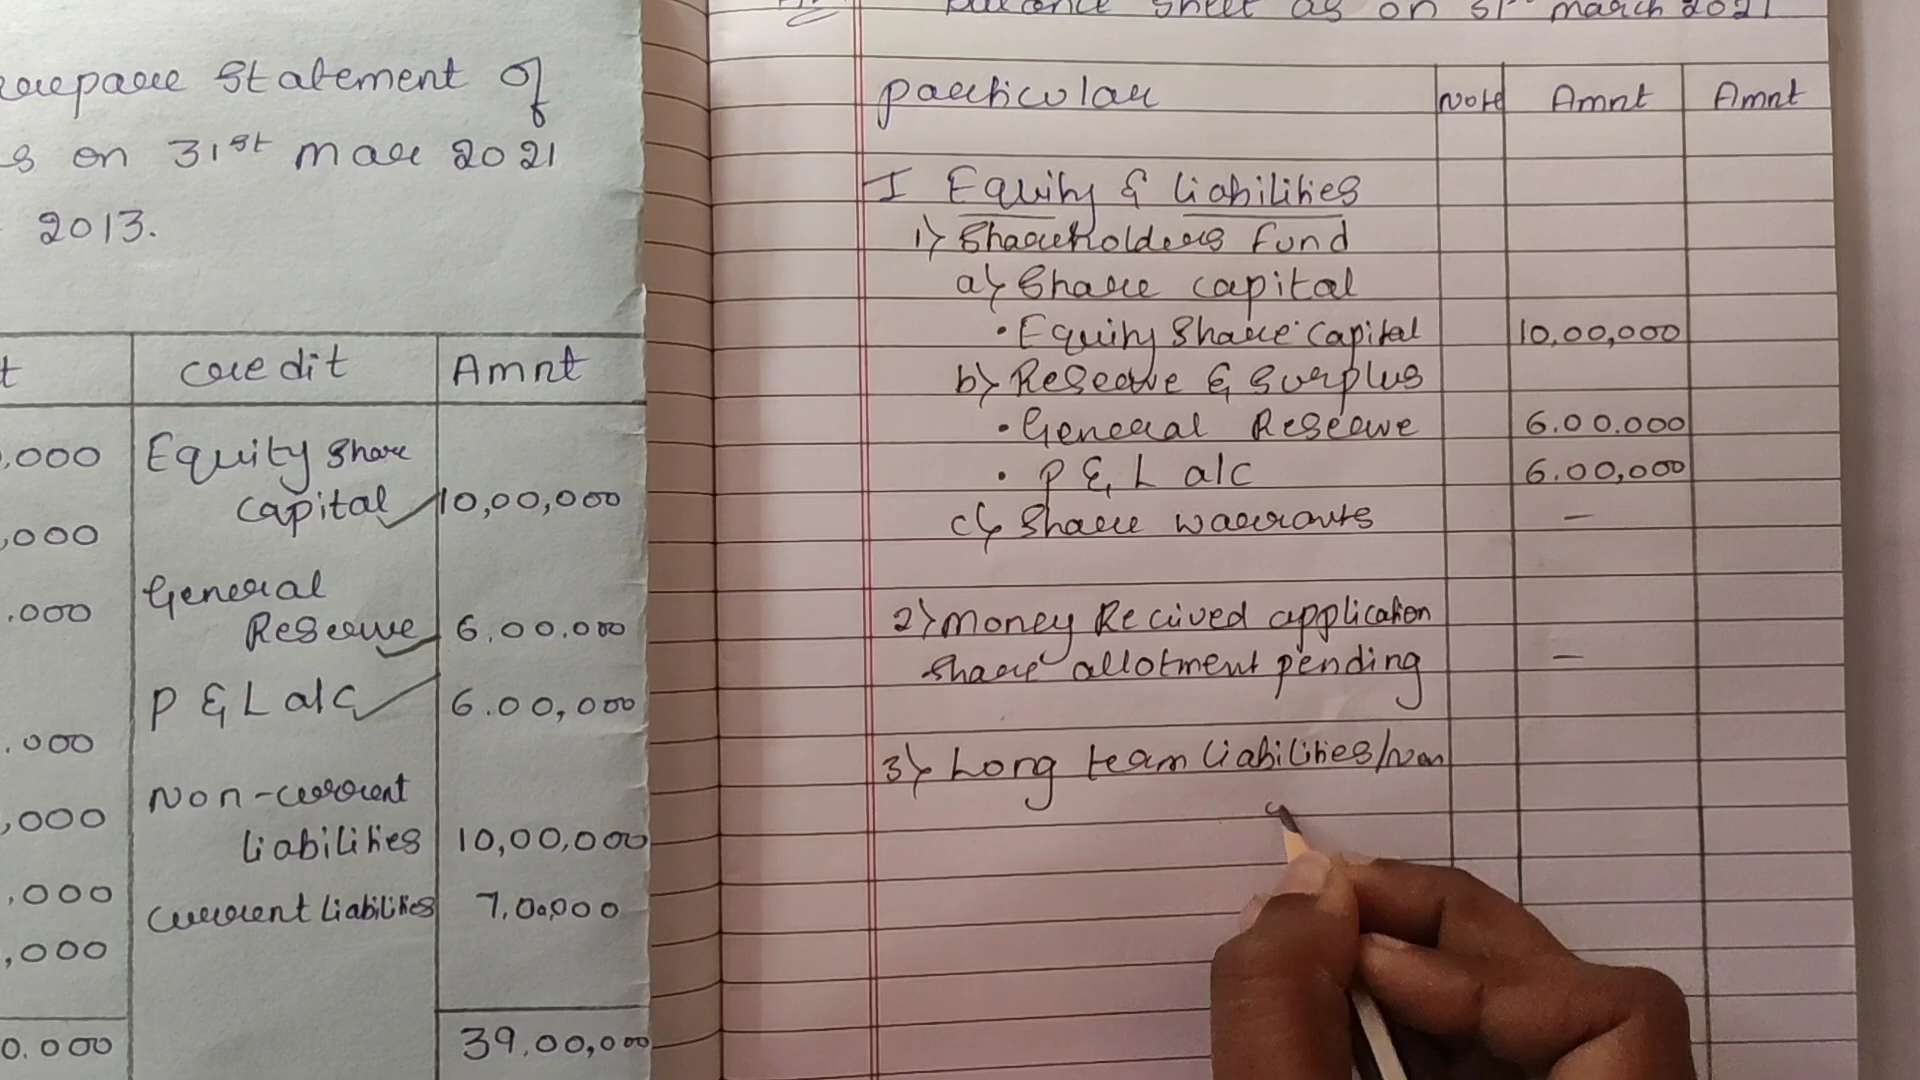 Prepare Statement of
s on 31st Mar 2021
2013.
t Credit Amnt
,000 Equity Share
Capital 10,00,000
,000
.000 General
Reserve 6.00.000
P & L a/c 6.00,000
.000
,000 Non-current
liabilities 10,00,000
,000 Current Liabilities 7,00,000
,000
0.000 39,00,000
Balance Sheet as on 31st March 2021
Particular Note Amnt Amnt
I Equity & Liabilities
1) Shareholders Fund
a) Share Capital
• Equity Share Capital 10,00,000
b) Reserve & Surplus
• General Reserve 6.00.000
• P & L a/c 6.00,000
c) Share warrants –
2) Money Recived application
share allotment pending –
3) Long team Liabilities/Non